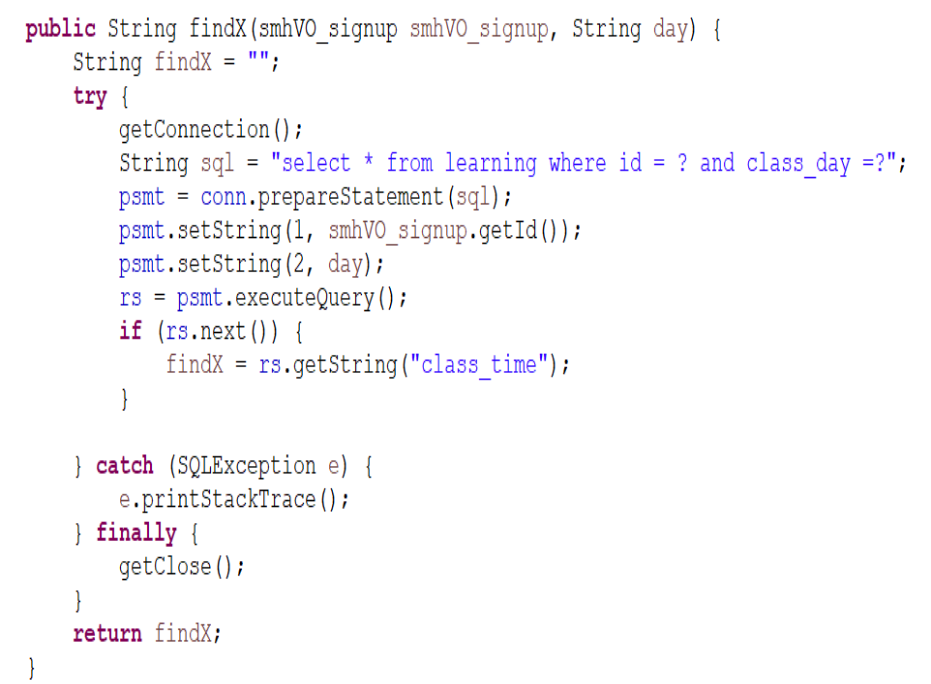 public String findX(smhVO_signup smhVO_signup, String day) {
    String findX = "";
    try {
        getConnection();
        String sql = "select * from learning where id = ? and class_day =?";
        psmt = conn.prepareStatement(sql);
        psmt.setString(1, smhVO_signup.getId());
        psmt.setString(2, day);
        rs = psmt.executeQuery();
        if (rs.next()) {
            findX = rs.getString("class_time");
        }

    } catch (SQLException e) {
        e.printStackTrace();
    } finally {
        getClose();
    }
    return findX;
}